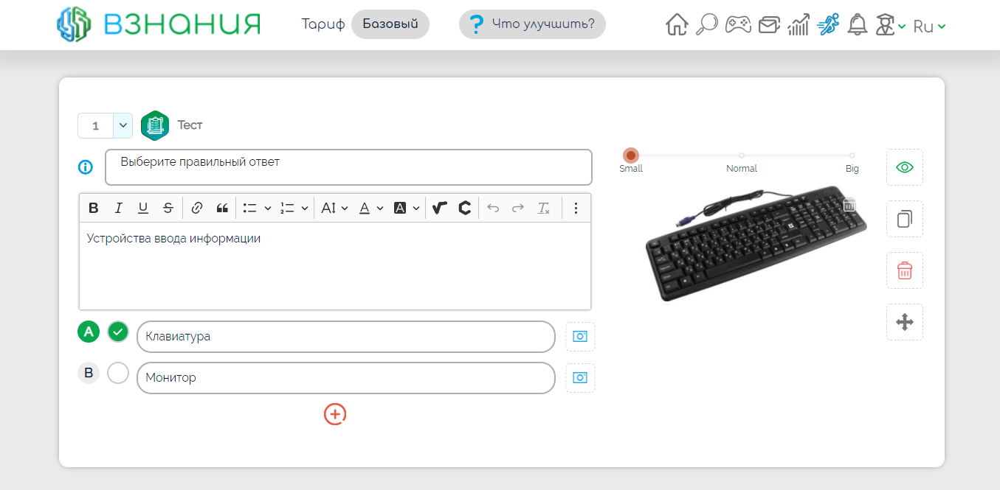 ВЗНАНИЯ Тариф Базовый ? Что улучшить? Ru
1 Тест
Выберите правильный ответ
Small Normal Big
Устройства ввода информации
A Клавиатура
B Монитор